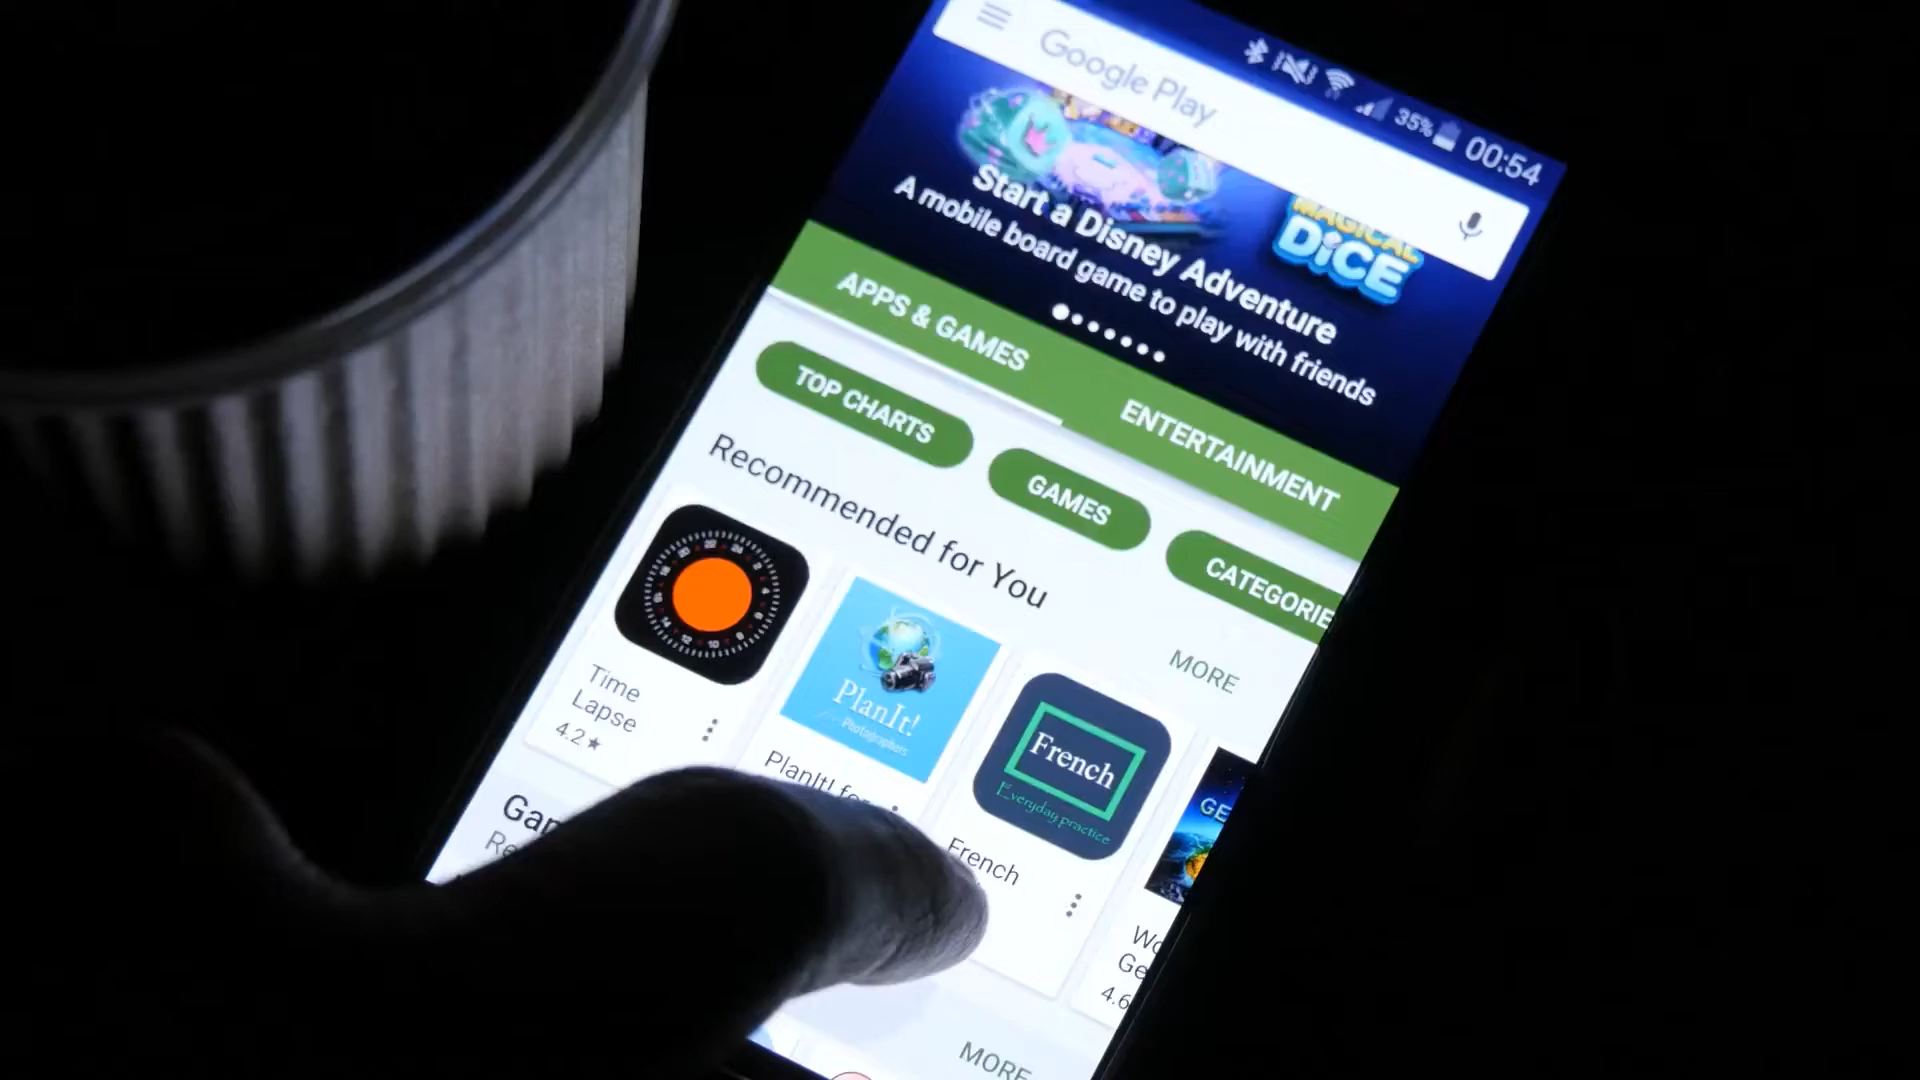 35% 00:54
Google Play
MAGICAL
DiCE
Start a Disney Adventure
A mobile board game to play with friends
APPS & GAMES
ENTERTAINMENT
TOP CHARTS
GAMES
CATEGORIE
Recommended for You
MORE
PlanIt!
Photographers
French
Everyday practice
GE
Time
Lapse
4.2★
PlanIt! for
French
Wo
Ge
4.6
Gam
Re
MORE